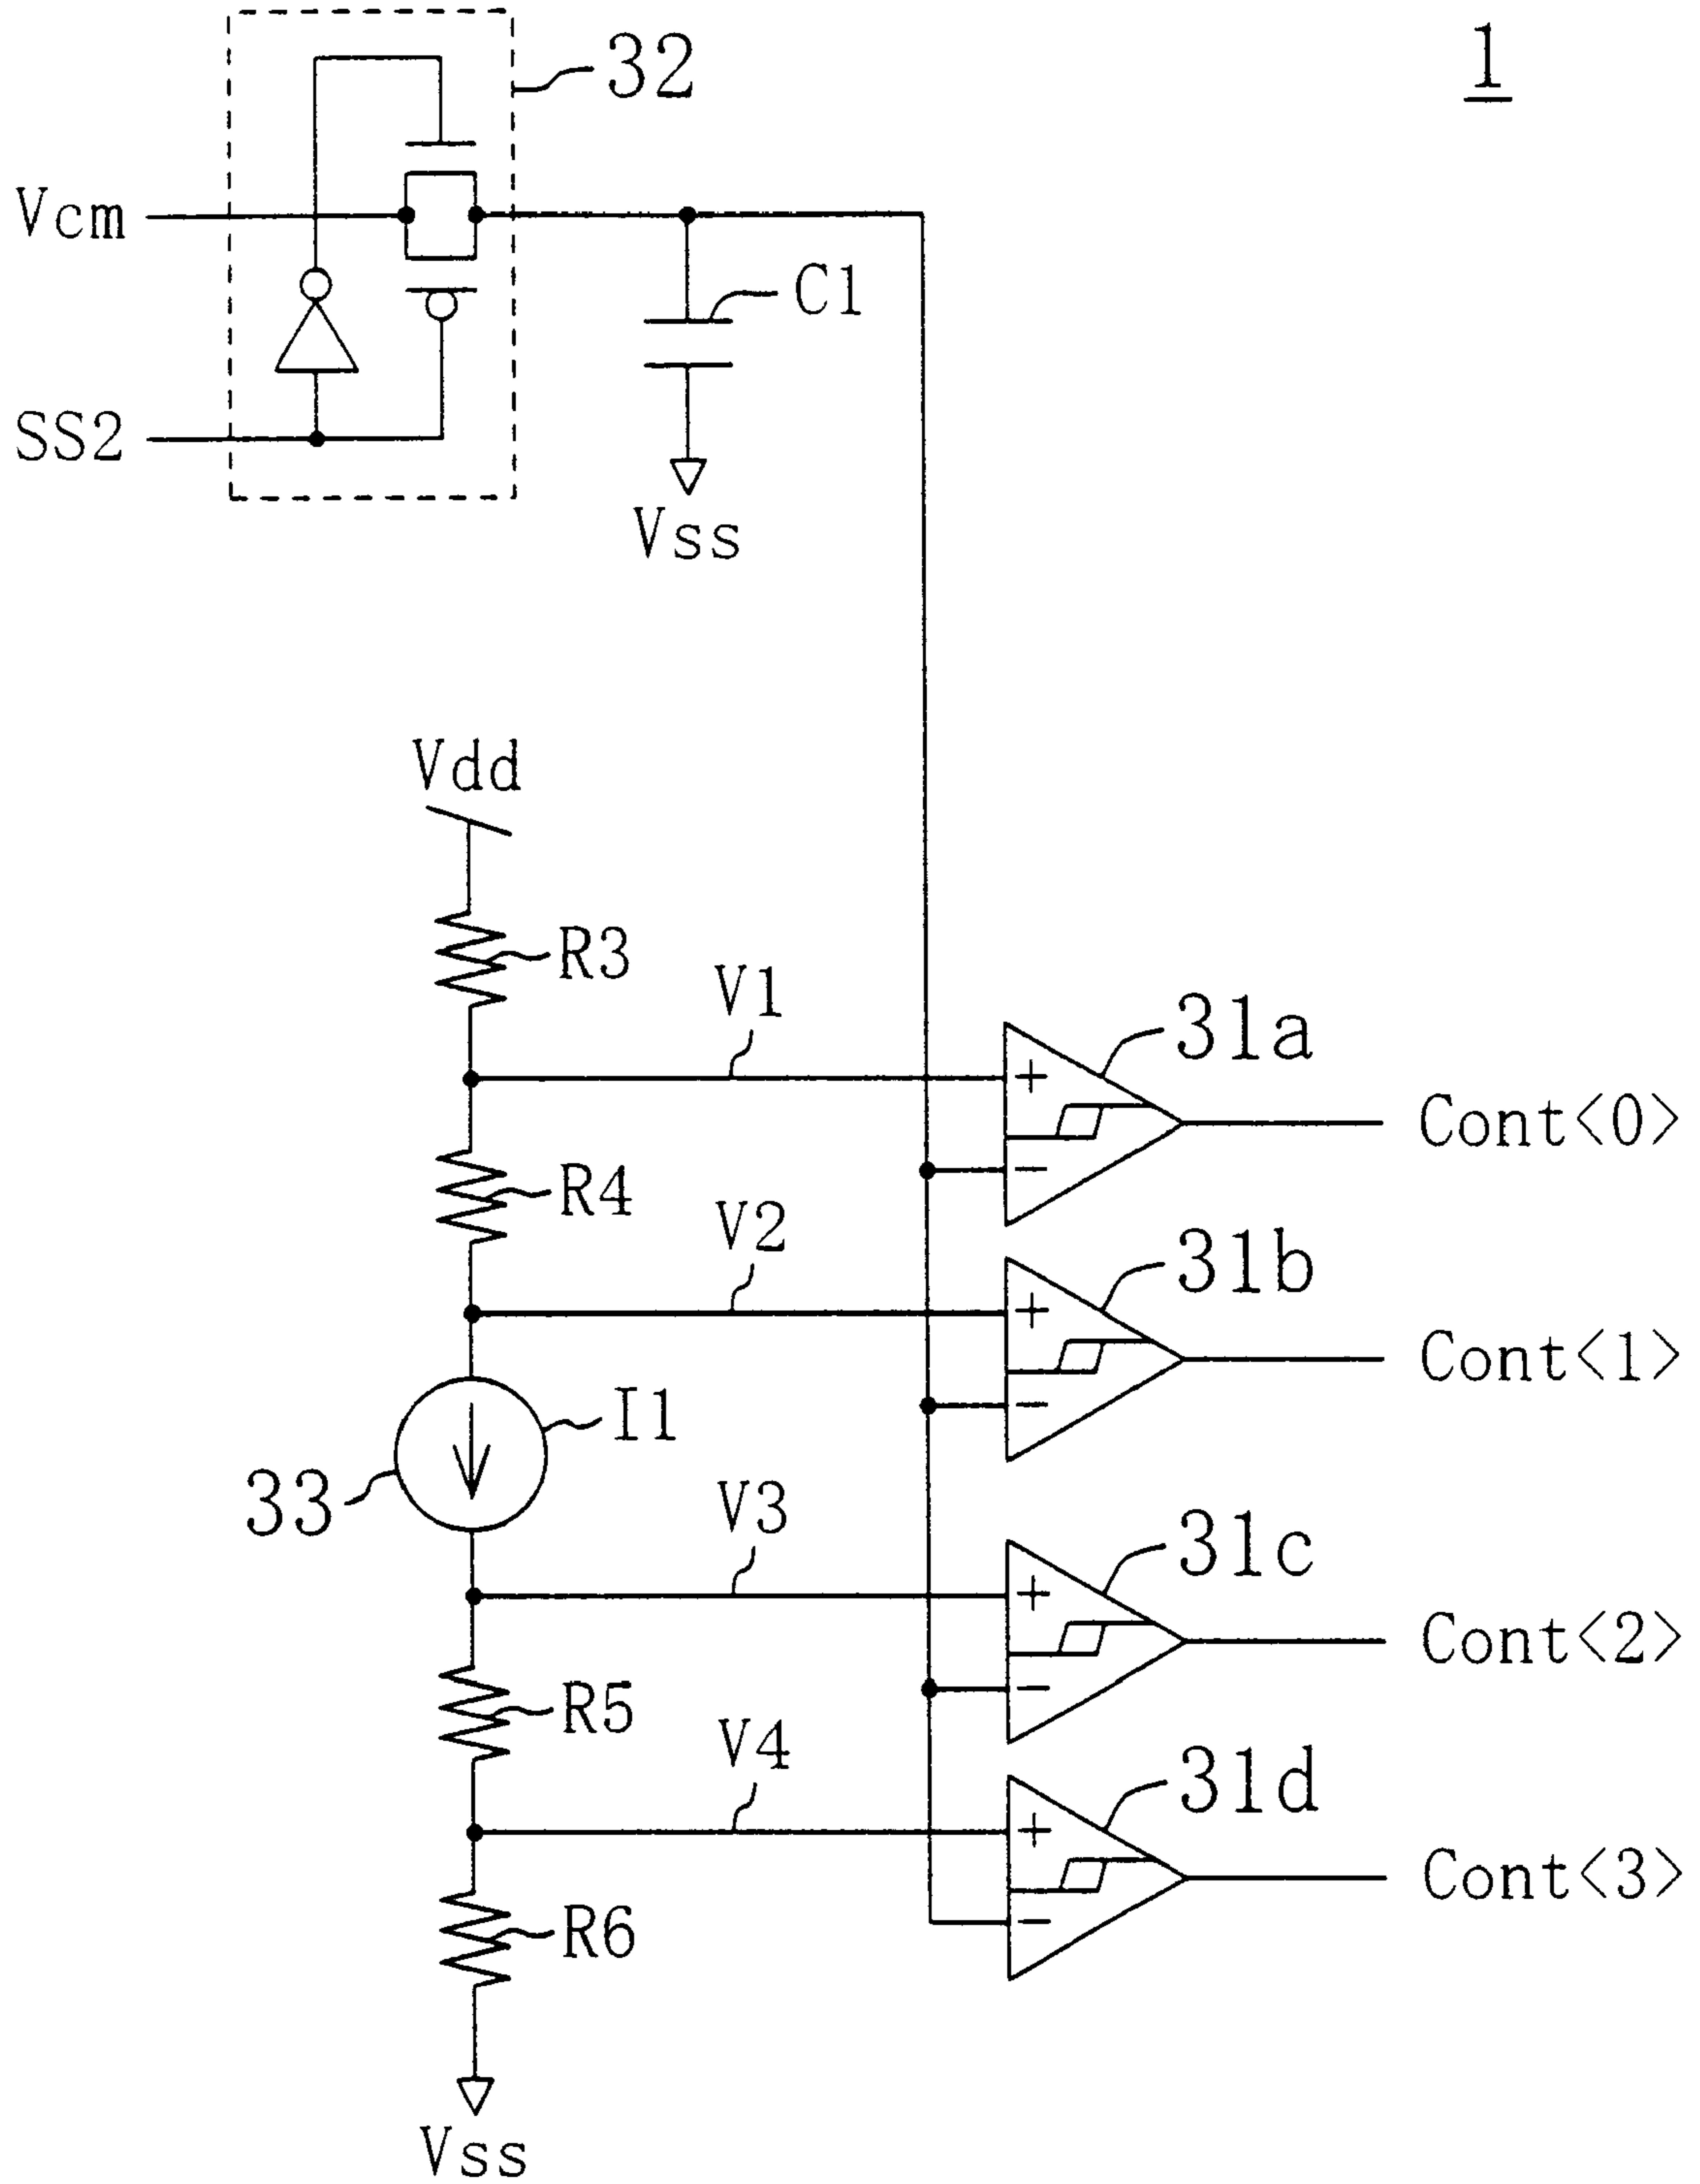 1
32
Vcm
C1
SS2
Vss
Vdd
R3
V1
31a
+
Cont<0>
−
R4
V2
31b
+
Cont<1>
−
I1
33
V3
31c
+
Cont<2>
−
R5
V4
31d
+
Cont<3>
−
R6
Vss